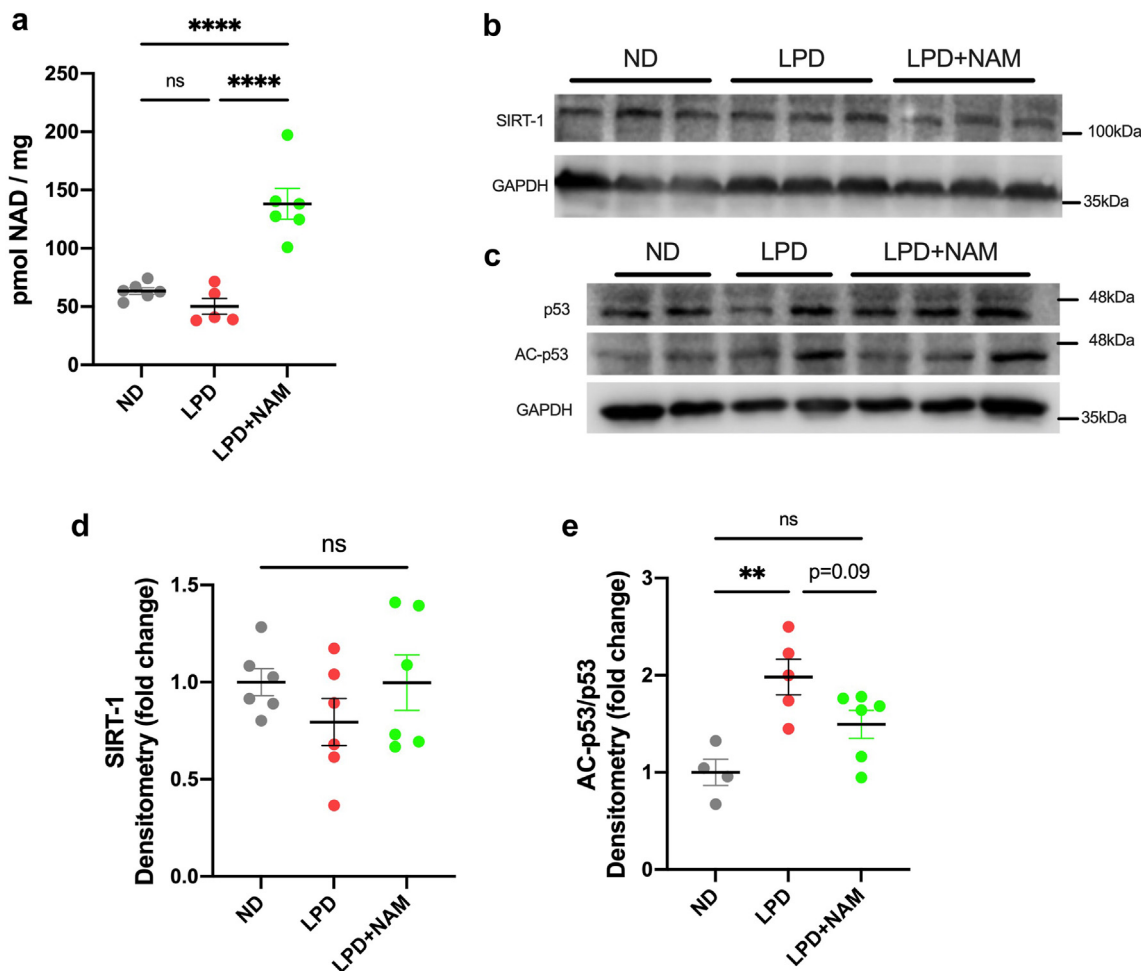 a
****
ns
****
pmol NAD / mg
250
200
150
100
50
0
ND
LPD
LPD+NAM
b
ND
LPD
LPD+NAM
SIRT-1
100kDa
GAPDH
35kDa
c
ND
LPD
LPD+NAM
p53
48kDa
AC-p53
48kDa
GAPDH
35kDa
d
ns
SIRT-1
Densitometry (fold change)
1.5
1.0
0.5
0.0
ND
LPD
LPD+NAM
e
ns
**
p=0.09
AC-p53/p53
Densitometry (fold change)
3
2
1
0
ND
LPD
LPD+NAM